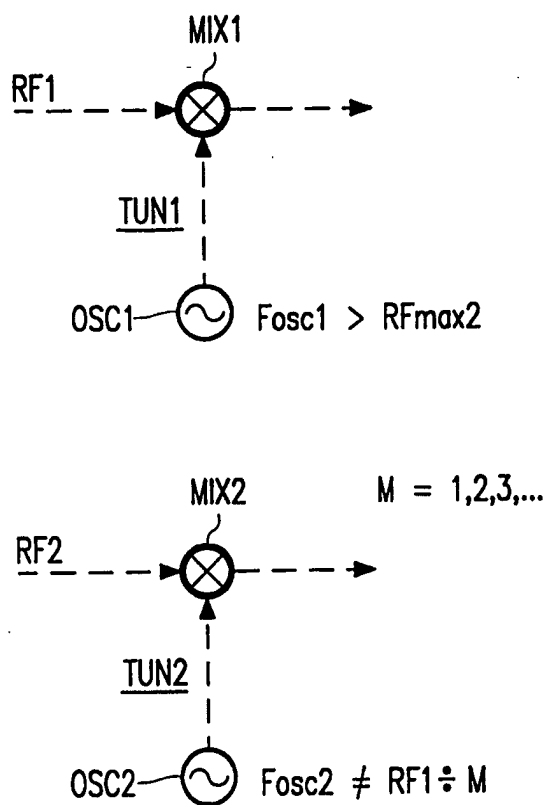 MIX1
RF1
TUN1
OSC1 Fosc1 > RFmax2
MIX2 M = 1,2,3,...
RF2
TUN2
OSC2 Fosc2 ≠ RF1 ÷ M